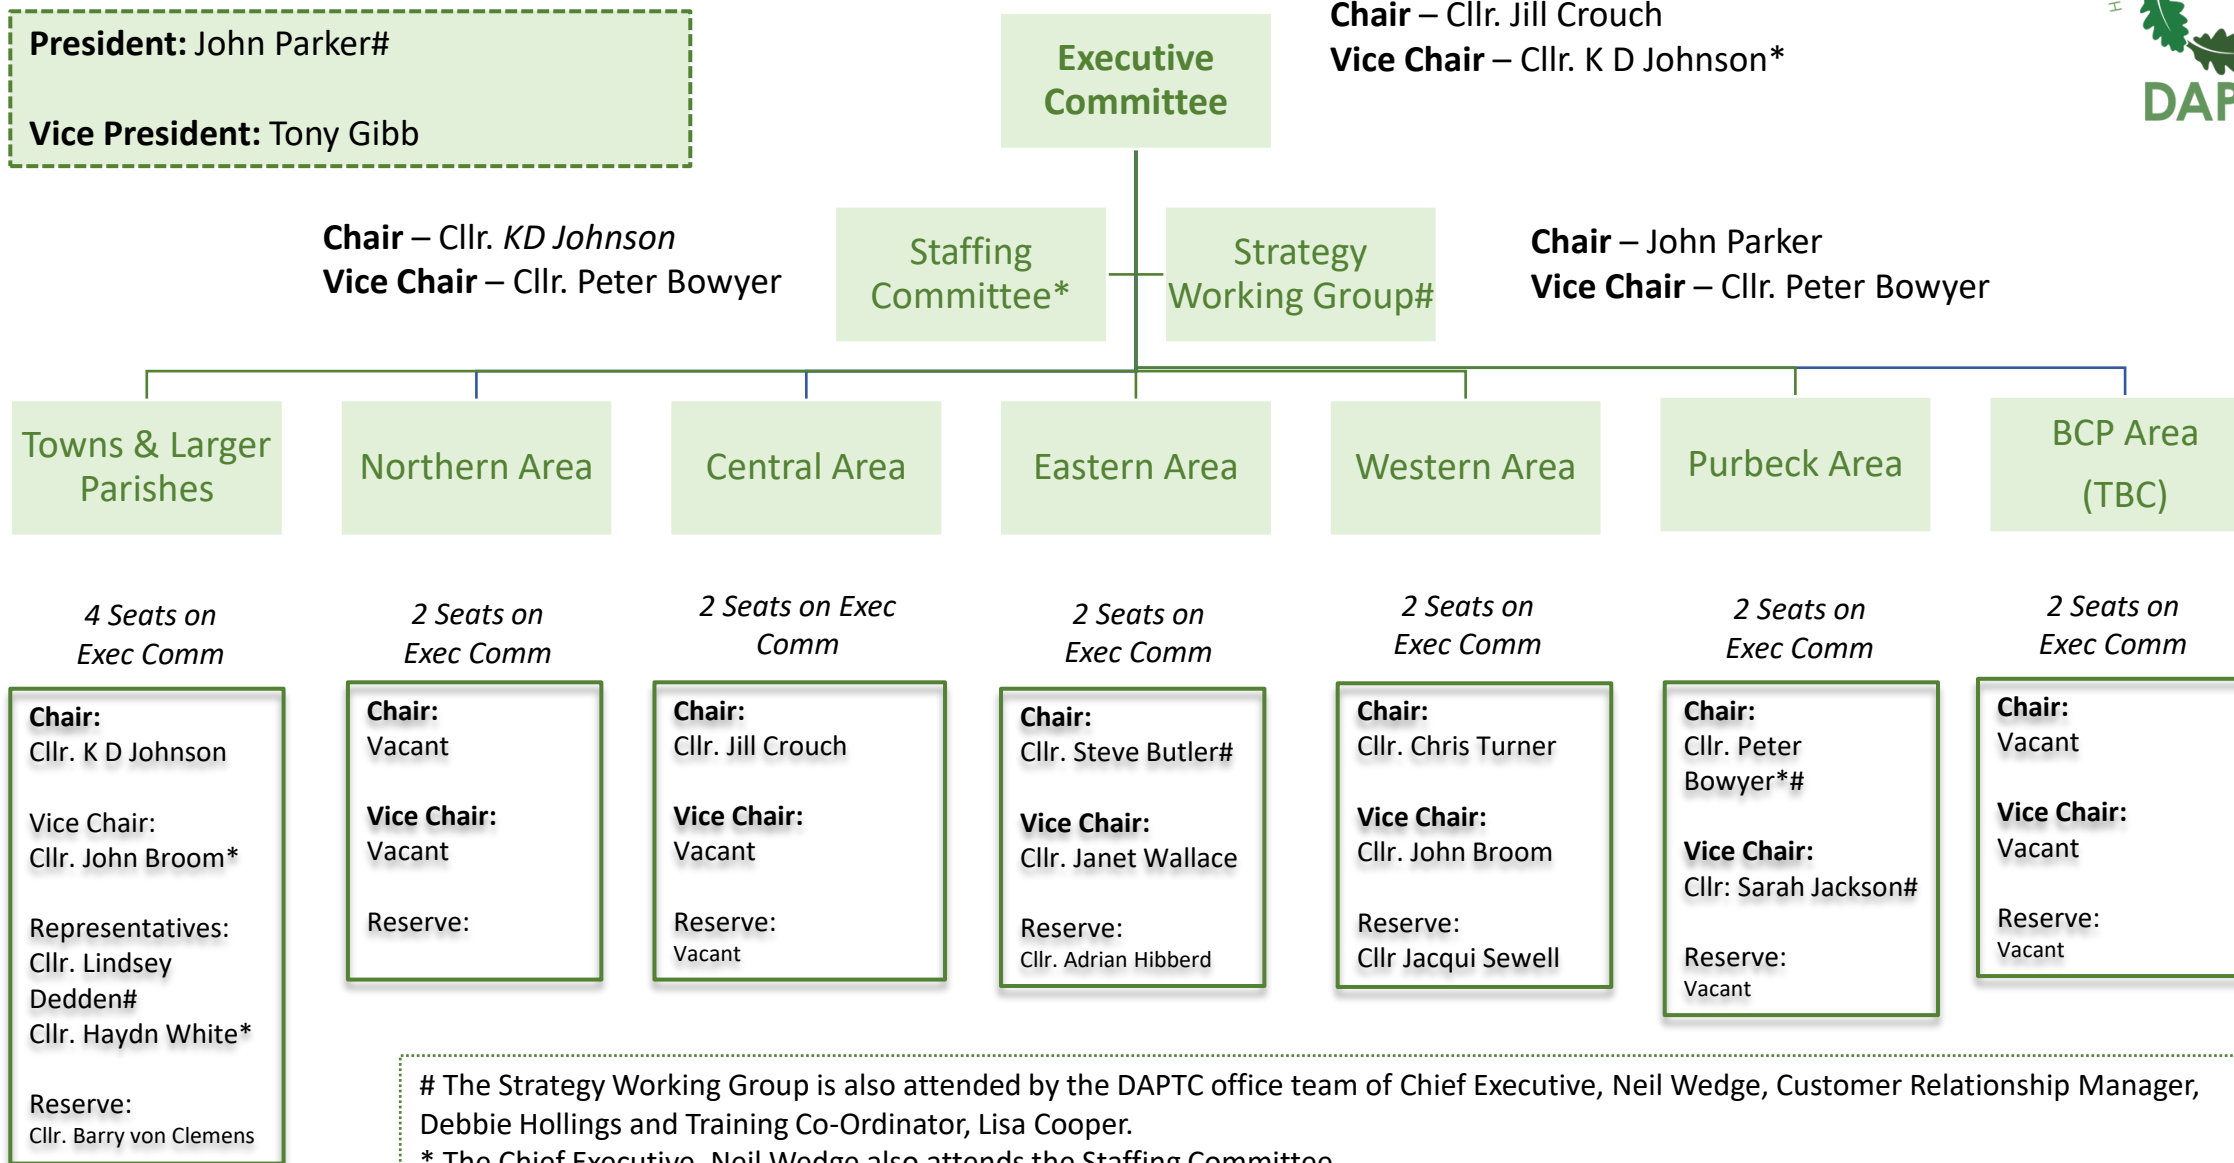 President: John Parker#
Vice President: Tony Gibb
Executive
Committee
Chair – Cllr. Jill Crouch
Vice Chair – Cllr. K D Johnson*
H
DAP
Chair – Cllr. KD Johnson
Vice Chair – Cllr. Peter Bowyer
Staffing
Committee*
Strategy
Working Group#
Chair – John Parker
Vice Chair – Cllr. Peter Bowyer
Towns & Larger
Parishes
Northern Area
Central Area
Eastern Area
Western Area
Purbeck Area
BCP Area
(TBC)
4 Seats on
Exec Comm
2 Seats on
Exec Comm
2 Seats on Exec
Comm
2 Seats on
Exec Comm
2 Seats on
Exec Comm
2 Seats on
Exec Comm
2 Seats on
Exec Comm
Chair:
Cllr. K D Johnson
Vice Chair:
Cllr. John Broom*
Representatives:
Cllr. Lindsey
Dedden#
Cllr. Haydn White*
Reserve:
Cllr. Barry von Clemens
Chair:
Vacant
Vice Chair:
Vacant
Reserve:
Chair:
Cllr. Jill Crouch
Vice Chair:
Vacant
Reserve:
Vacant
Chair:
Cllr. Steve Butler#
Vice Chair:
Cllr. Janet Wallace
Reserve:
Cllr. Adrian Hibberd
Chair:
Cllr. Chris Turner
Vice Chair:
Cllr. John Broom
Reserve:
Cllr Jacqui Sewell
Chair:
Cllr. Peter
Bowyer*#
Vice Chair:
Cllr: Sarah Jackson#
Reserve:
Vacant
Chair:
Vacant
Vice Chair:
Vacant
Reserve:
Vacant
# The Strategy Working Group is also attended by the DAPTC office team of Chief Executive, Neil Wedge, Customer Relationship Manager,
Debbie Hollings and Training Co-Ordinator, Lisa Cooper.
* The Chief Executive, Neil Wedge also attends the Staffing Committee